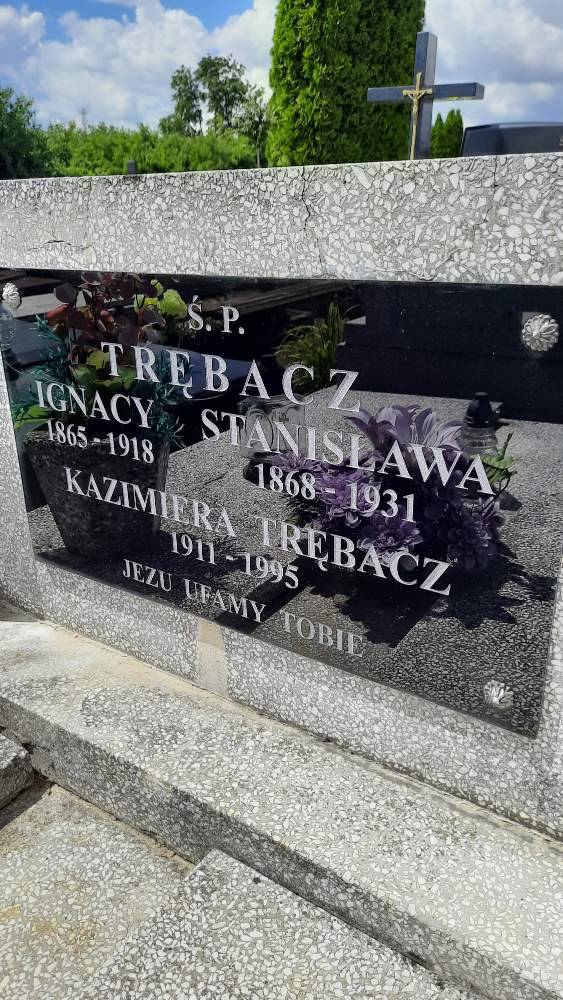 Ś. P.
TRĘBACZ
IGNACY STANISŁAWA
1865 - 1918 1868 - 1931
KAZIMIERA TRĘBACZ
1911 - 1995
JEZU UFAMY TOBIE